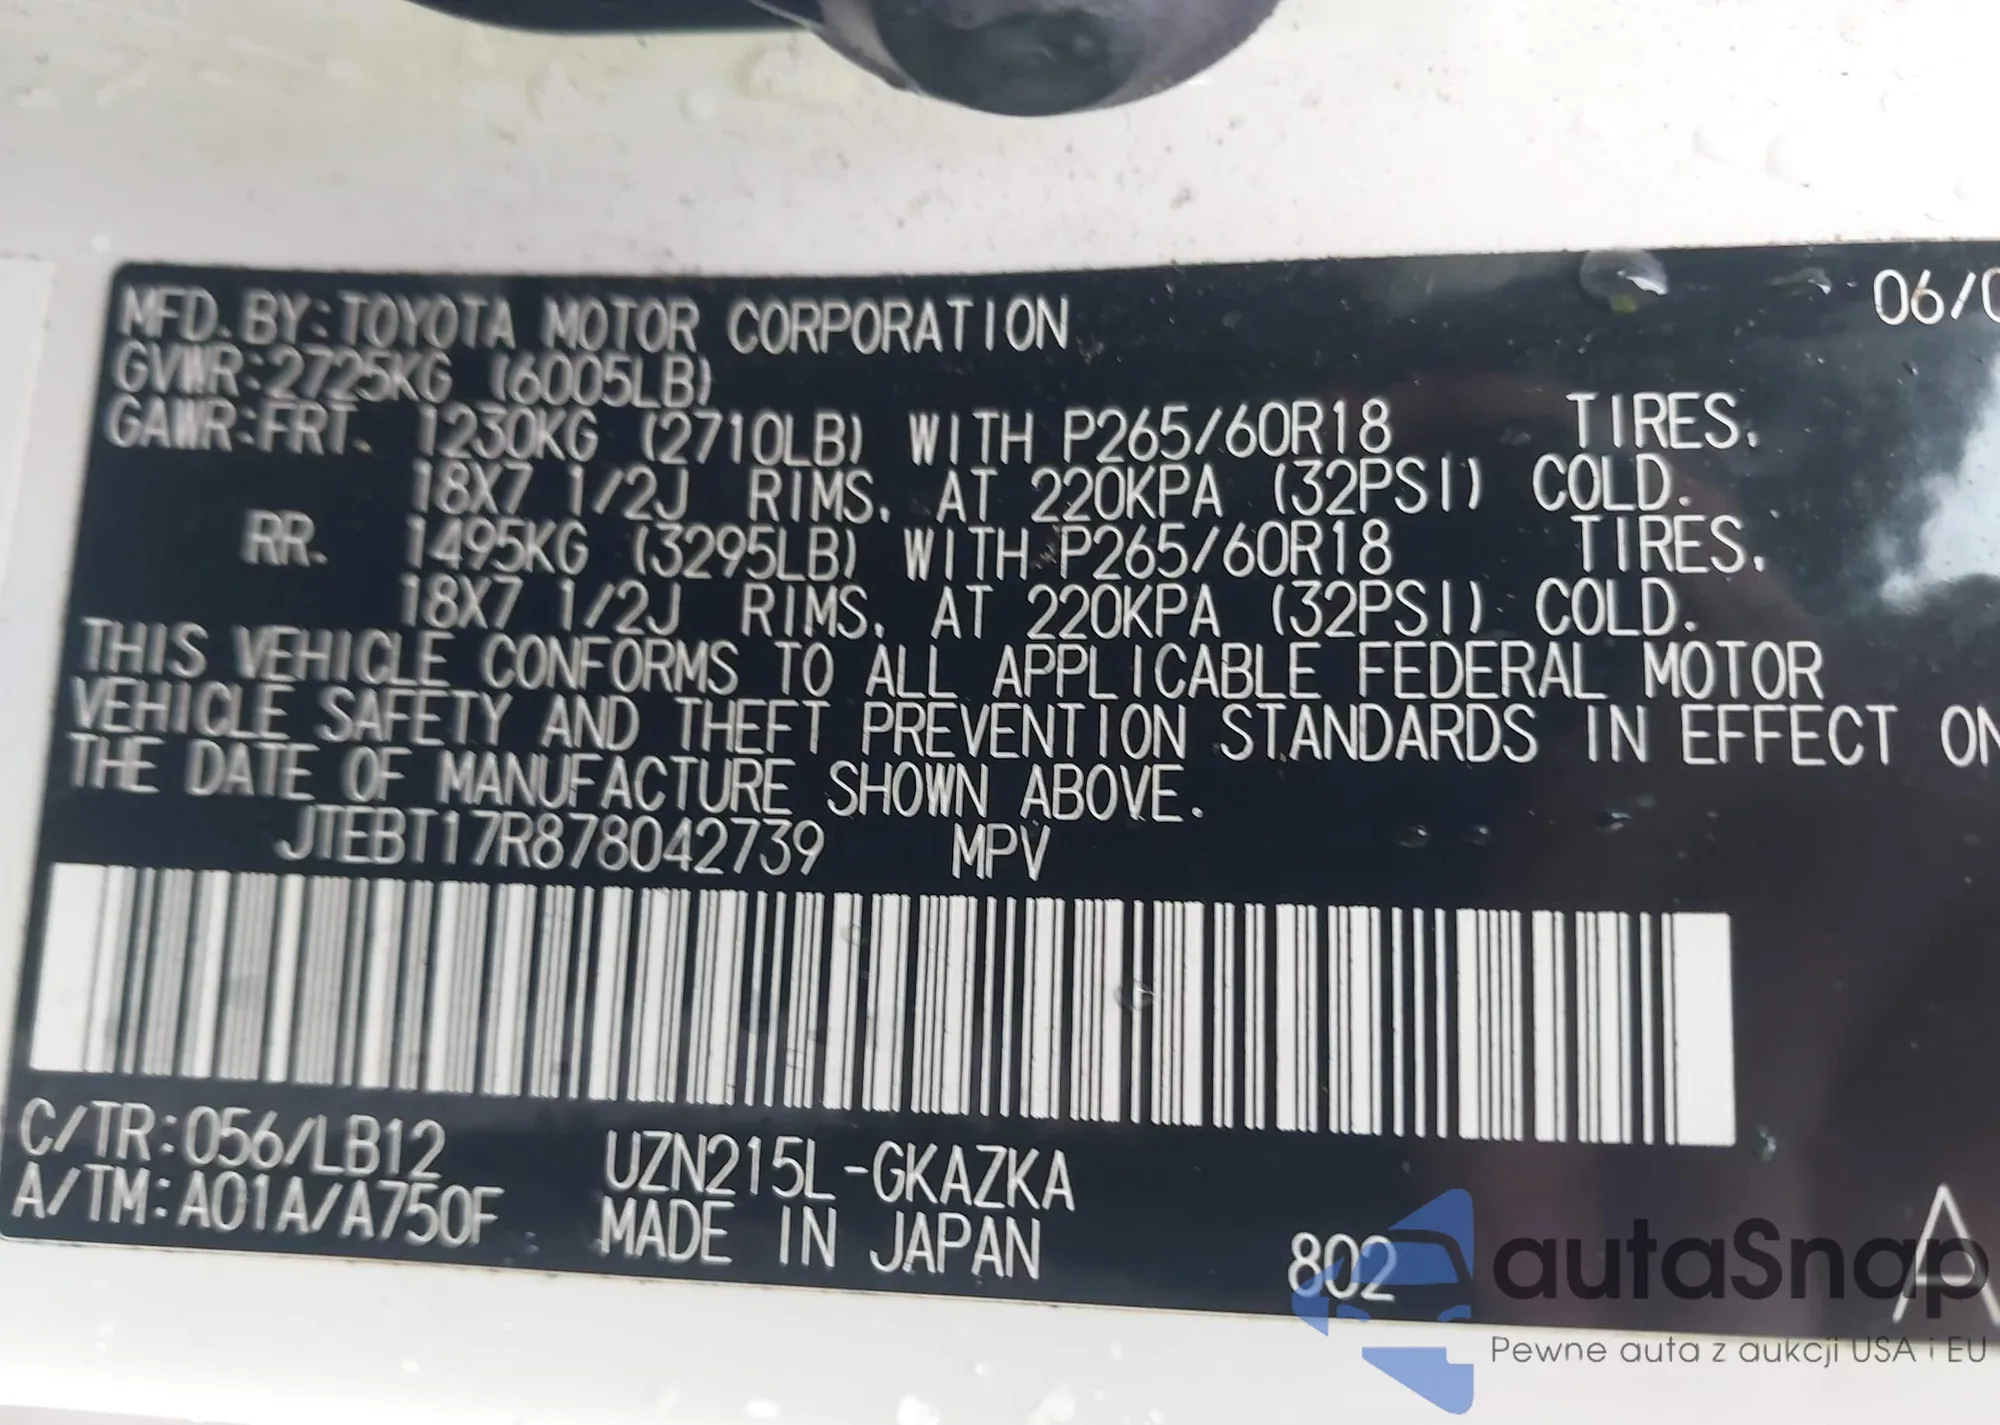 MFD. BY: TOYOTA MOTOR CORPORATION 06/0
GVWR: 2725KG (6005LB)
GAWR: FRT. 1230KG (2710LB) WITH P265/60R18 TIRES,
18X7 1/2J RIMS, AT 220KPA (32PSI) COLD.
RR. 1495KG (3295LB) WITH P265/60R18 TIRES,
18X7 1/2J RIMS, AT 220KPA (32PSI) COLD.
THIS VEHICLE CONFORMS TO ALL APPLICABLE FEDERAL MOTOR
VEHICLE SAFETY AND THEFT PREVENTION STANDARDS IN EFFECT ON
THE DATE OF MANUFACTURE SHOWN ABOVE.
JTEBT17R878042739 MPV
C/TR: 056/LB12 UZN215L-GKAZKA
A/TM: A01A/A750F MADE IN JAPAN 802 A
autaSnap
Pewne auta z aukcji USA i EU